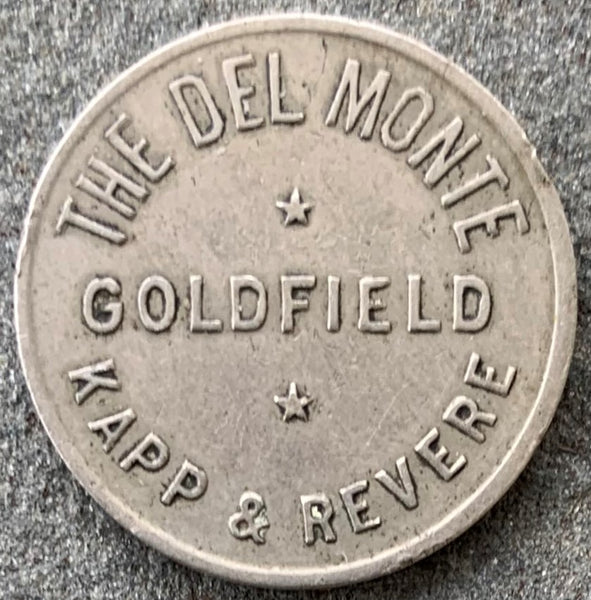 THE DEL MONTE
GOLDFIELD
KAPP & REVERE